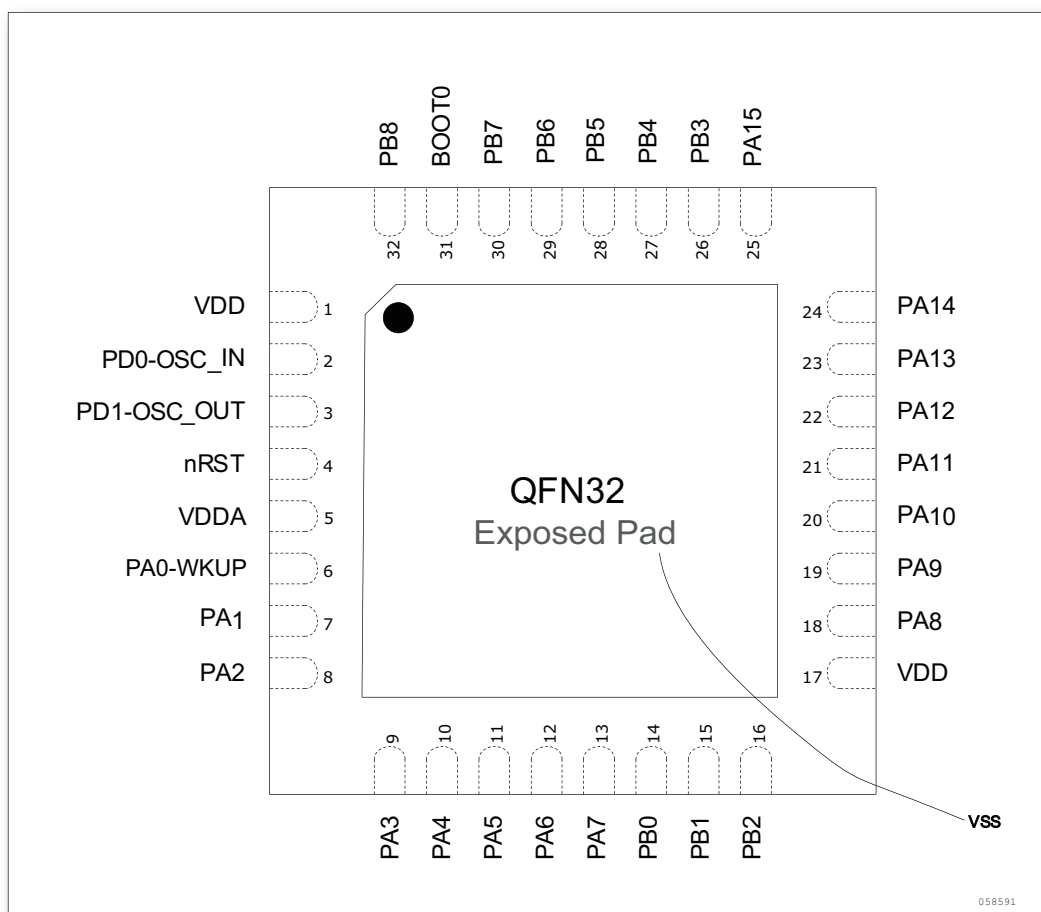 PB8
BOOT0
PB7
PB6
PB5
PB4
PB3
PA15
32
31
30
29
28
27
26
25
VDD 1
PD0-OSC_IN 2
PD1-OSC_OUT 3
nRST 4
VDDA 5
PA0-WKUP 6
PA1 7
PA2 8
24 PA14
23 PA13
22 PA12
21 PA11
20 PA10
19 PA9
18 PA8
17 VDD
QFN32
Exposed Pad
9
10
11
12
13
14
15
16
PA3
PA4
PA5
PA6
PA7
PB0
PB1
PB2
VSS
058591